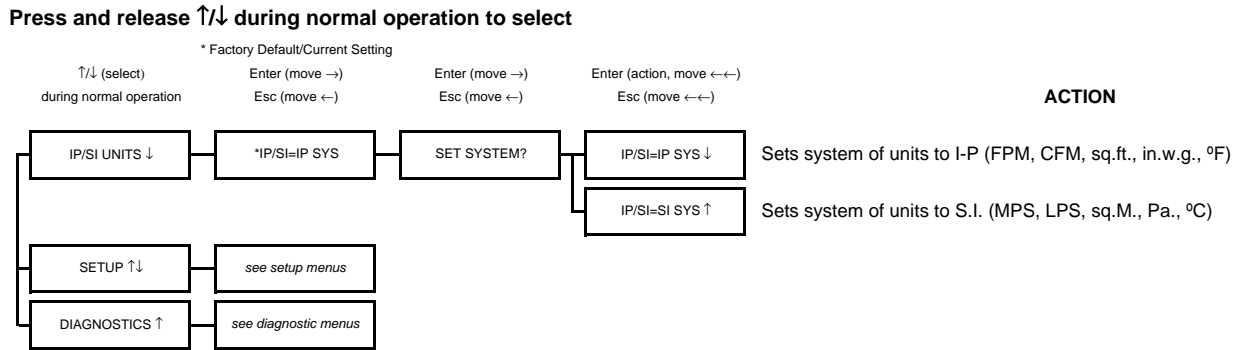 Press and release ↑/↓ during normal operation to select
* Factory Default/Current Setting
↑/↓ (select) Enter (move →) Enter (move →) Enter (action, move ←←)
during normal operation Esc (move ←) Esc (move ←) Esc (move ←←) ACTION
IP/SI UNITS ↓ *IP/SI=IP SYS SET SYSTEM? IP/SI=IP SYS ↓ Sets system of units to I-P (FPM, CFM, sq.ft., in.w.g., ºF)
IP/SI=SI SYS ↑ Sets system of units to S.I. (MPS, LPS, sq.M., Pa., ºC)
SETUP ↑↓ see setup menus
DIAGNOSTICS ↑ see diagnostic menus